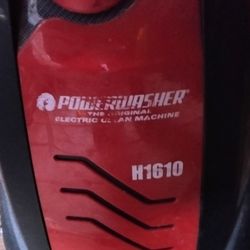 POWERWASHER®
THE ORIGINAL
ELECTRIC CLEAN MACHINE
H1610